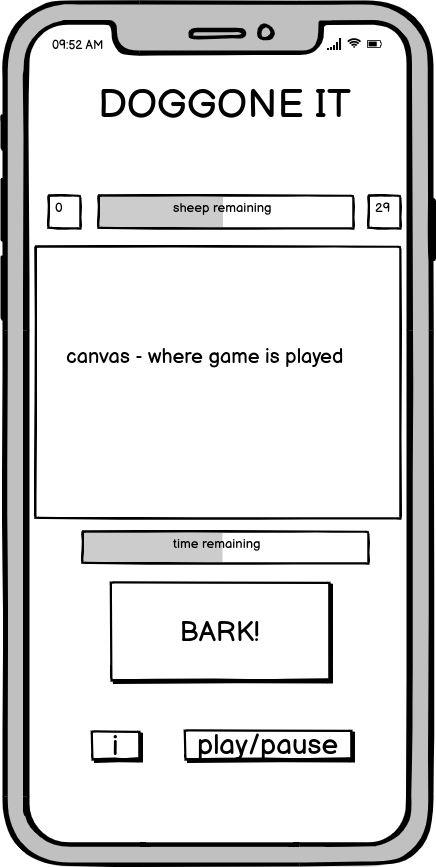 09:52 AM
DOGGONE IT
0
sheep remaining
29
canvas - where game is played
time remaining
BARK!
i
play/pause